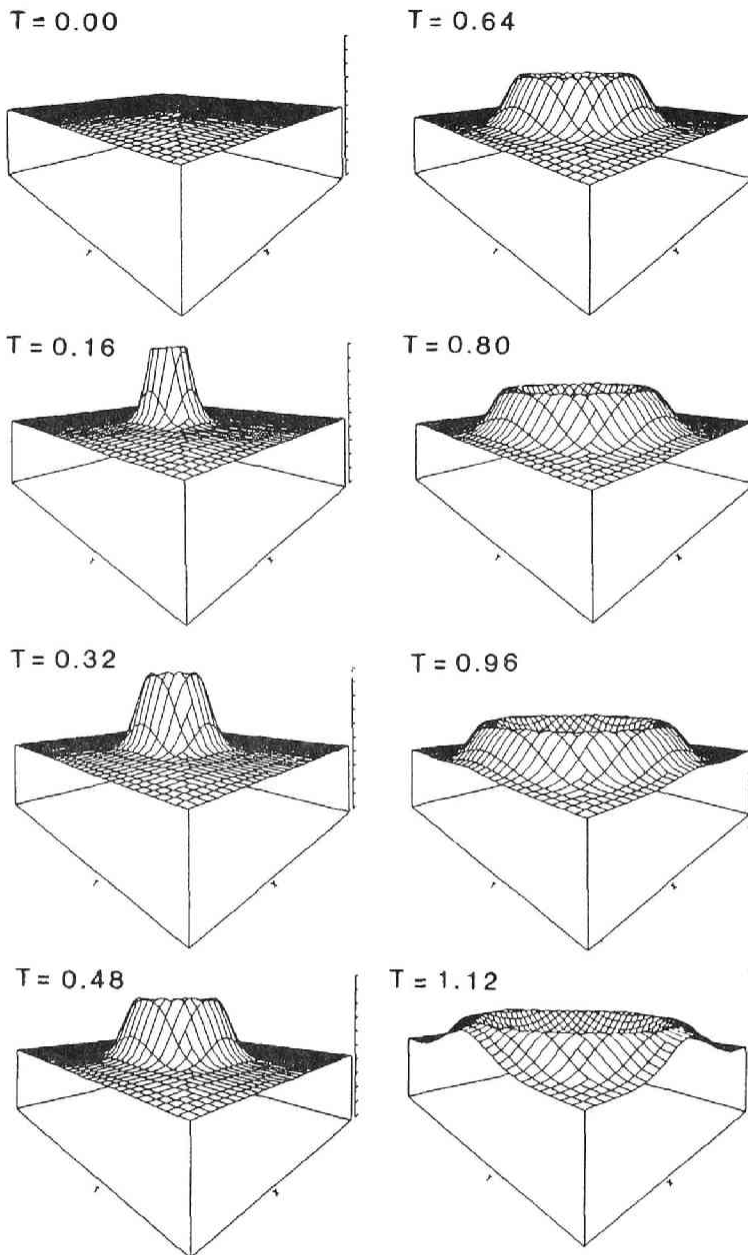 T = 0.00
T = 0.16
T = 0.32
T = 0.48
T = 0.64
T = 0.80
T = 0.96
T = 1.12